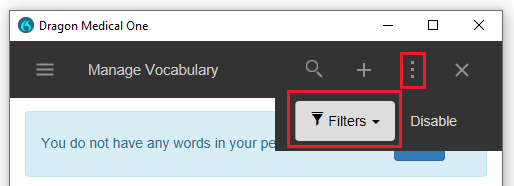 Dragon Medical One
Manage Vocabulary
Filters Disable
You do not have any words in your pe